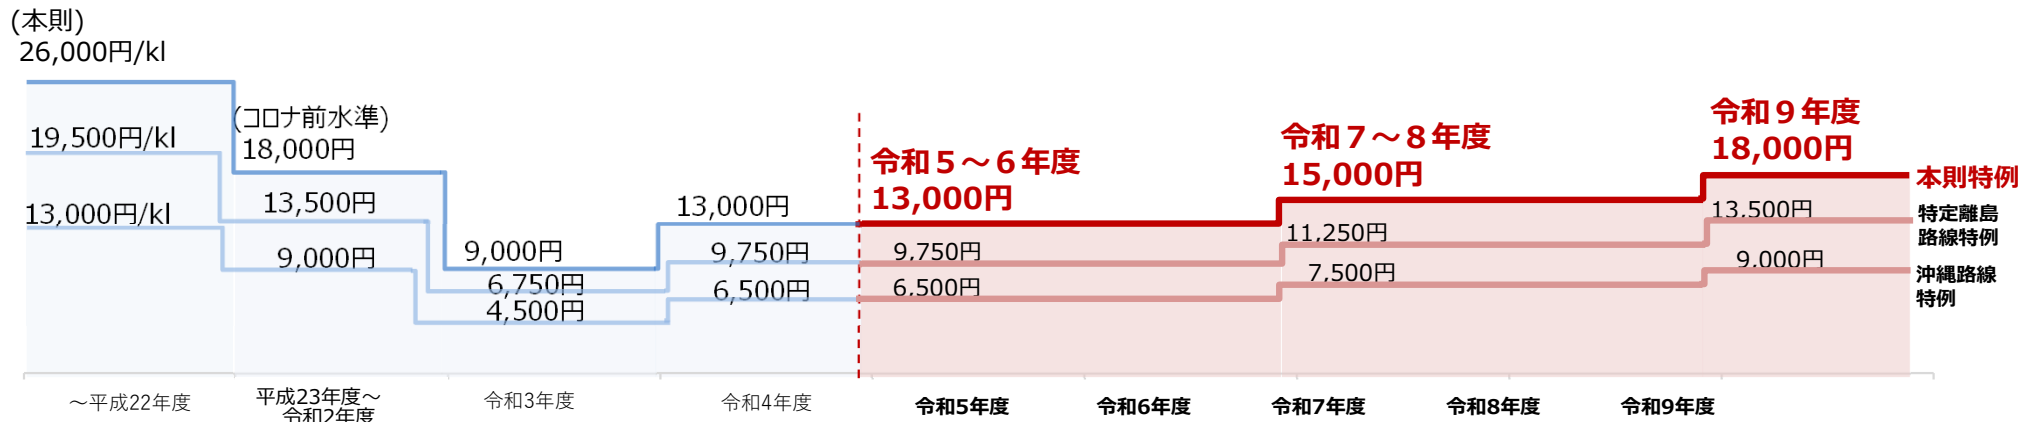 (本則)
26,000円/kl
19,500円/kl
13,000円/kl
(コロナ前水準)
18,000円
13,500円
9,000円
9,000円
6,750円
4,500円
13,000円
9,750円
6,500円
令和５～６年度
13,000円
9,750円
6,500円
令和７～８年度
15,000円
11,250円
7,500円
令和９年度
18,000円
13,500円
9,000円
本則特例
特定離島
路線特例
沖縄路線
特例
～平成22年度
平成23年度～
令和2年度
令和3年度
令和4年度
令和5年度
令和6年度
令和7年度
令和8年度
令和9年度